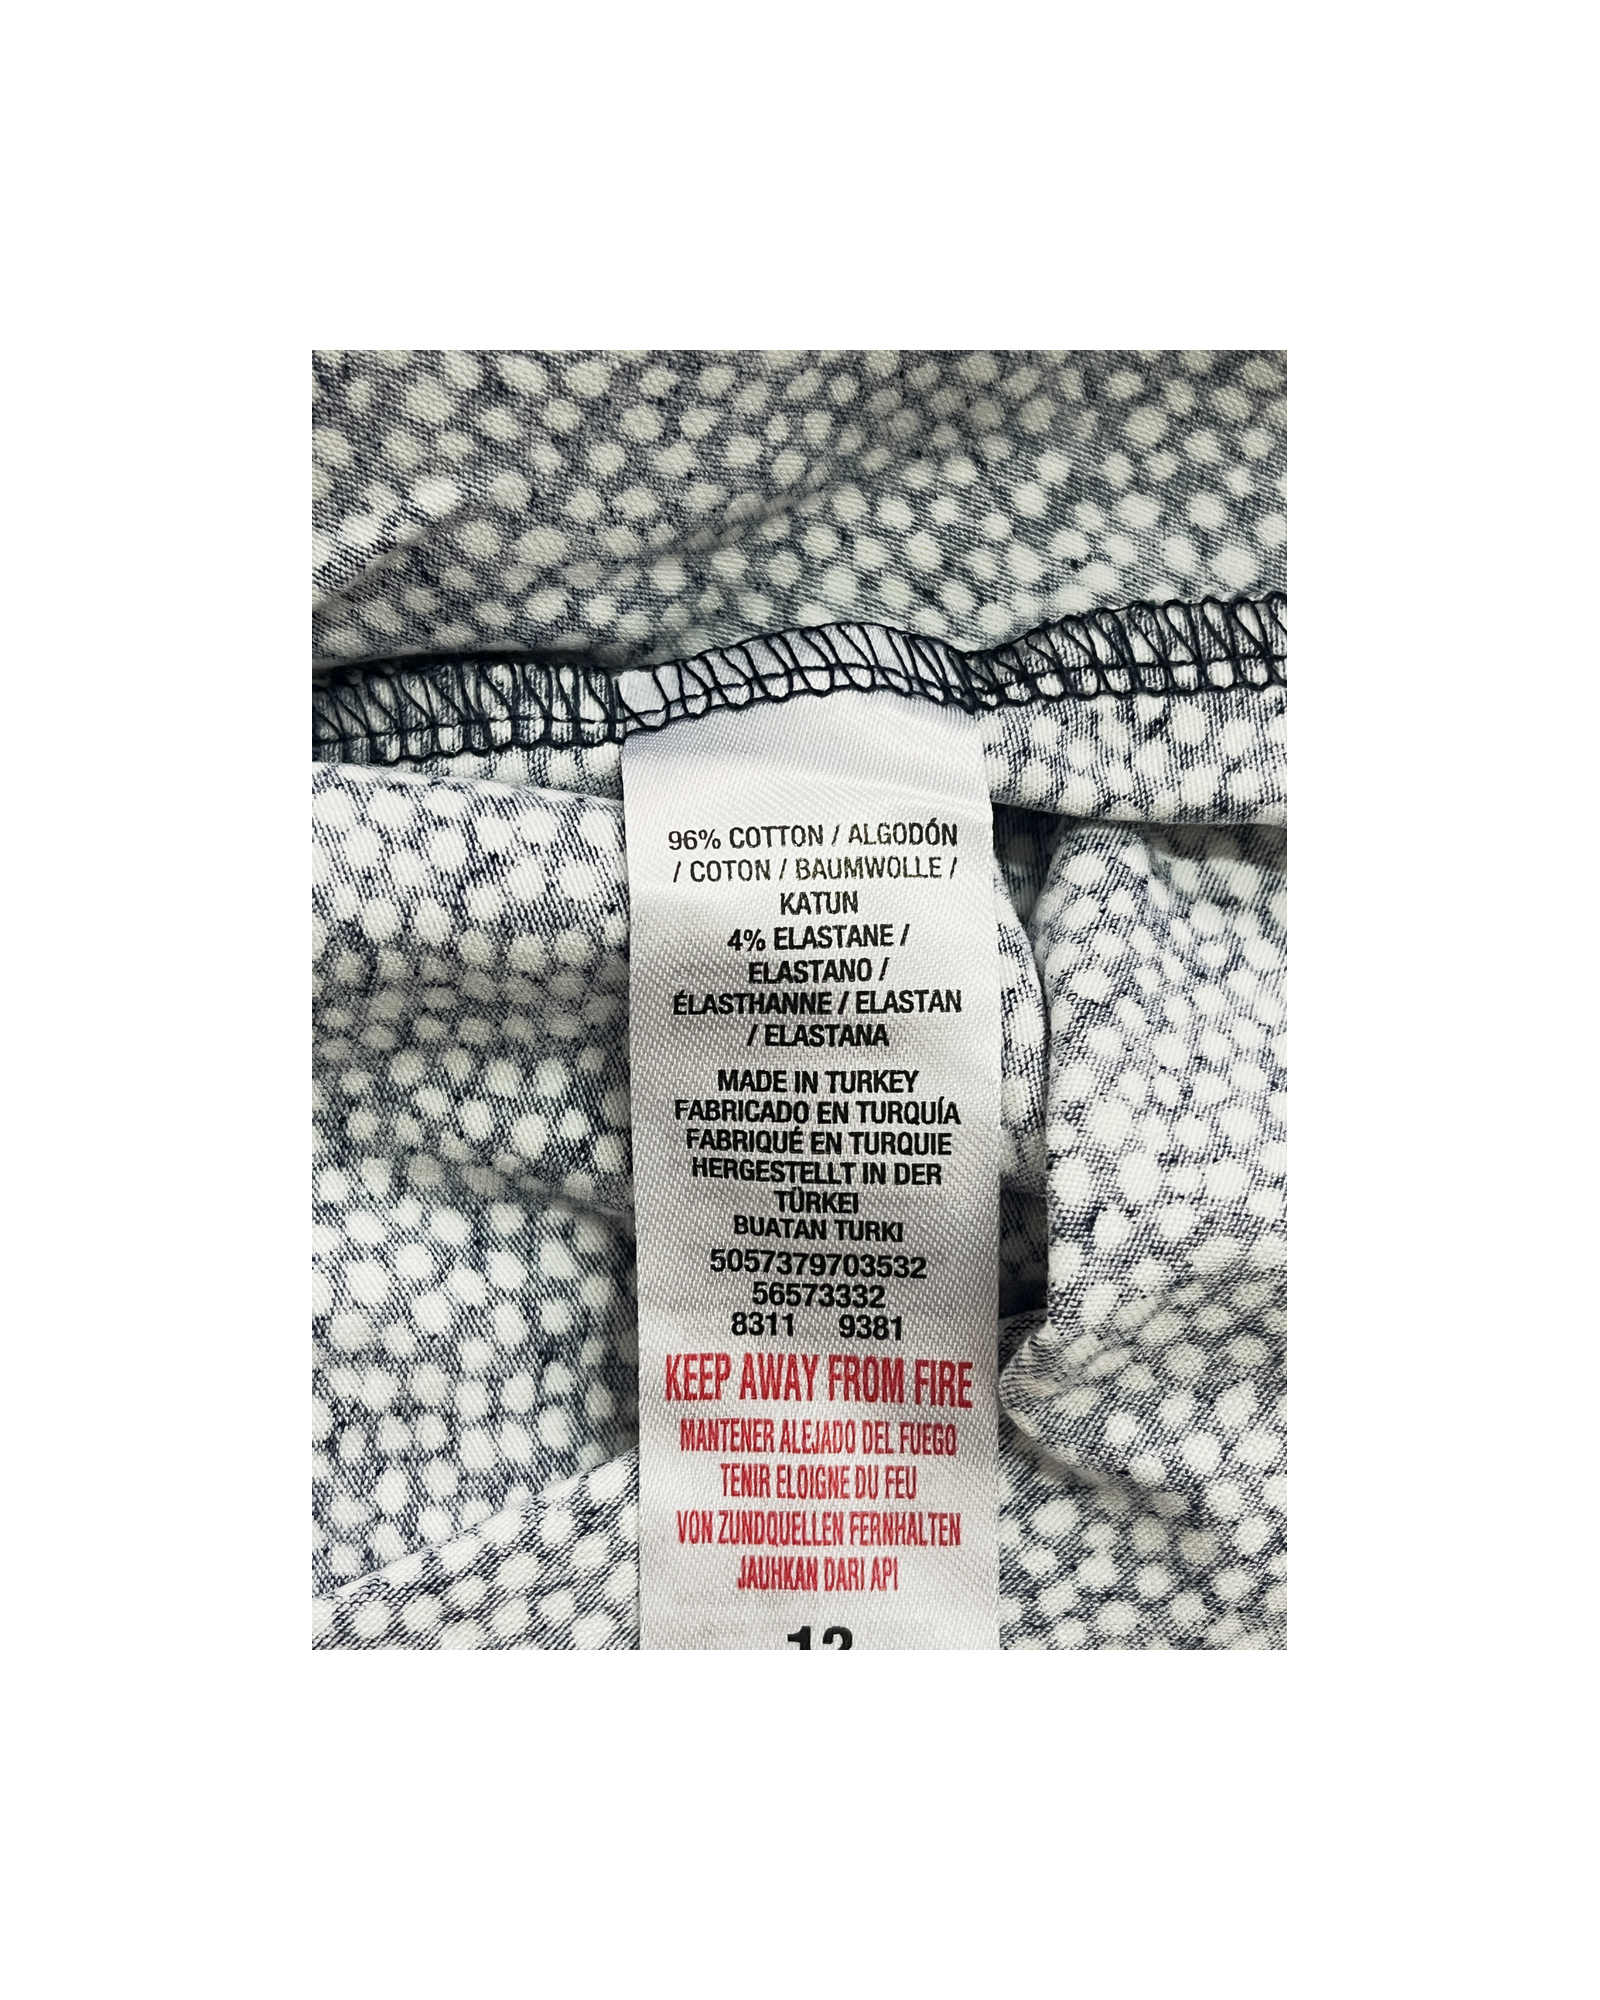 96% COTTON / ALGODÓN
/ COTON / BAUMWOLLE /
KATUN
4% ELASTANE /
ELASTANO /
ÉLASTHANNE / ELASTAN
/ ELASTANA
MADE IN TURKEY
FABRICADO EN TURQUÍA
FABRIQUÉ EN TURQUIE
HERGESTELLT IN DER
TÜRKEI
BUATAN TURKI
5057379703532
56573332
8311 9381
KEEP AWAY FROM FIRE
MANTENER ALEJADO DEL FUEGO
TENIR ELOIGNE DU FEU
VON ZUNDQUELLEN FERNHALTEN
JAUHKAN DARI API
12